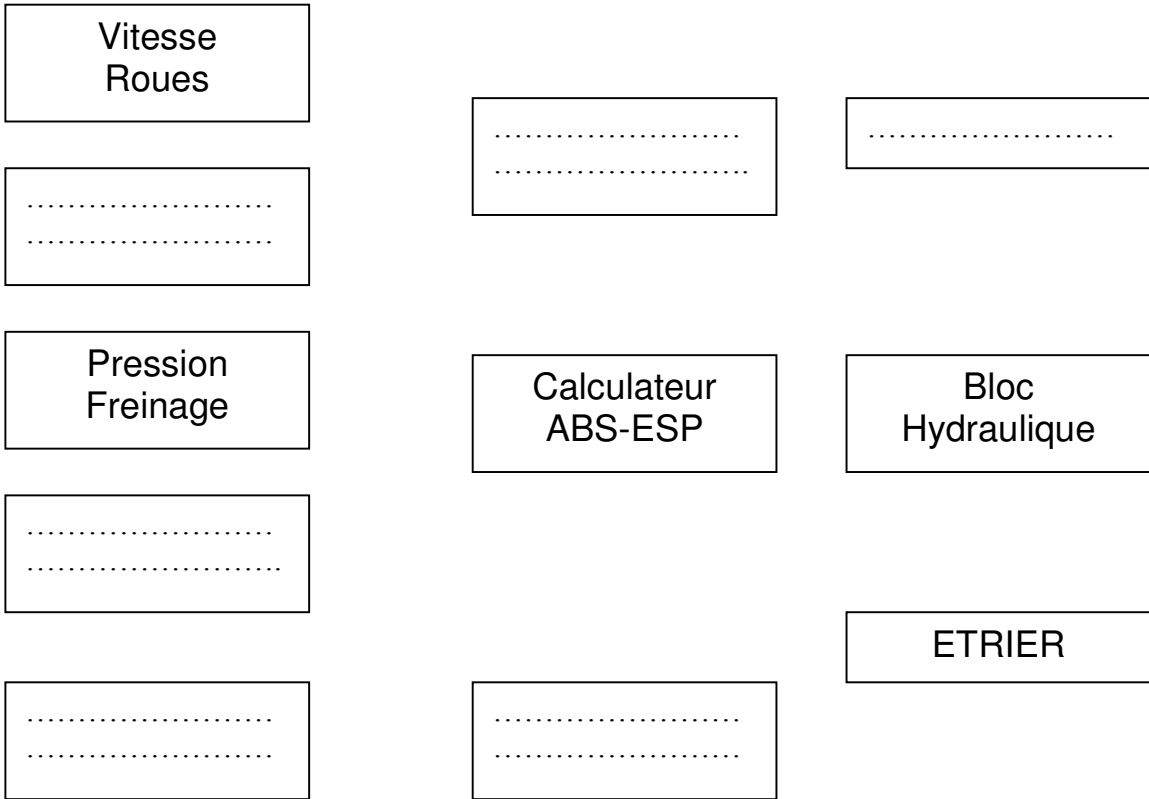 Vitesse
Roues
……………………
…………………….
……………………
……………………
……………………
Pression
Freinage
Calculateur
ABS-ESP
Bloc
Hydraulique
……………………
…………………….
ETRIER
……………………
……………………
……………………
……………………